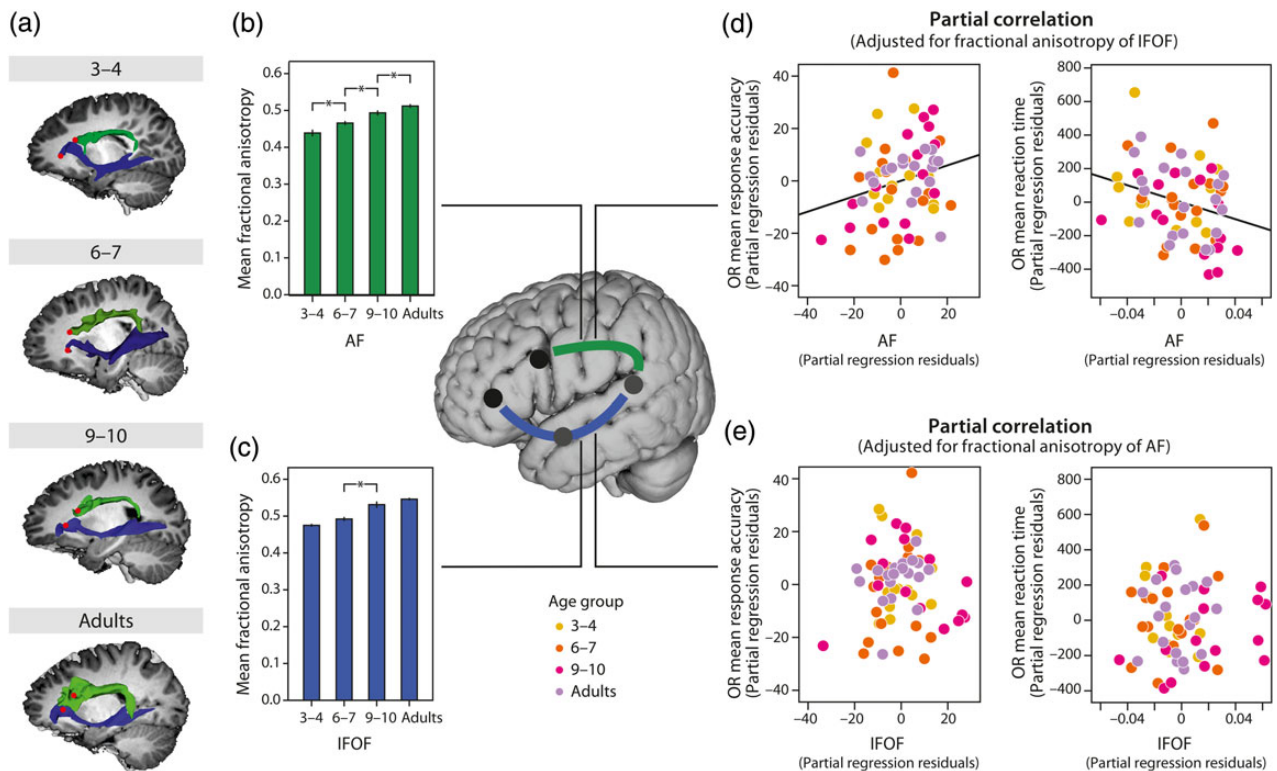 (a)
3–4
6–7
9–10
Adults
(b)
Mean fractional anisotropy
0.6
0.5
0.4
0.3
0.2
0.1
0.0
*
*
*
3–4 6–7 9–10 Adults
AF
(c)
Mean fractional anisotropy
0.6
0.5
0.4
0.3
0.2
0.1
0.0
*
3–4 6–7 9–10 Adults
IFOF
Age group
3–4
6–7
9–10
Adults
(d)
Partial correlation
(Adjusted for fractional anisotropy of IFOF)
OR mean response accuracy
(Partial regression residuals)
40
20
0
−20
−40
−40 −20 0 20
AF
(Partial regression residuals)
OR mean reaction time
(Partial regression residuals)
800
600
400
200
0
−200
−400
−0.04 0 0.04
AF
(Partial regression residuals)
(e)
Partial correlation
(Adjusted for fractional anisotropy of AF)
OR mean response accuracy
(Partial regression residuals)
40
20
0
−20
−40
−40 −20 0 20
IFOF
(Partial regression residuals)
OR mean reaction time
(Partial regression residuals)
800
600
400
200
0
−200
−400
−0.04 0 0.04
IFOF
(Partial regression residuals)